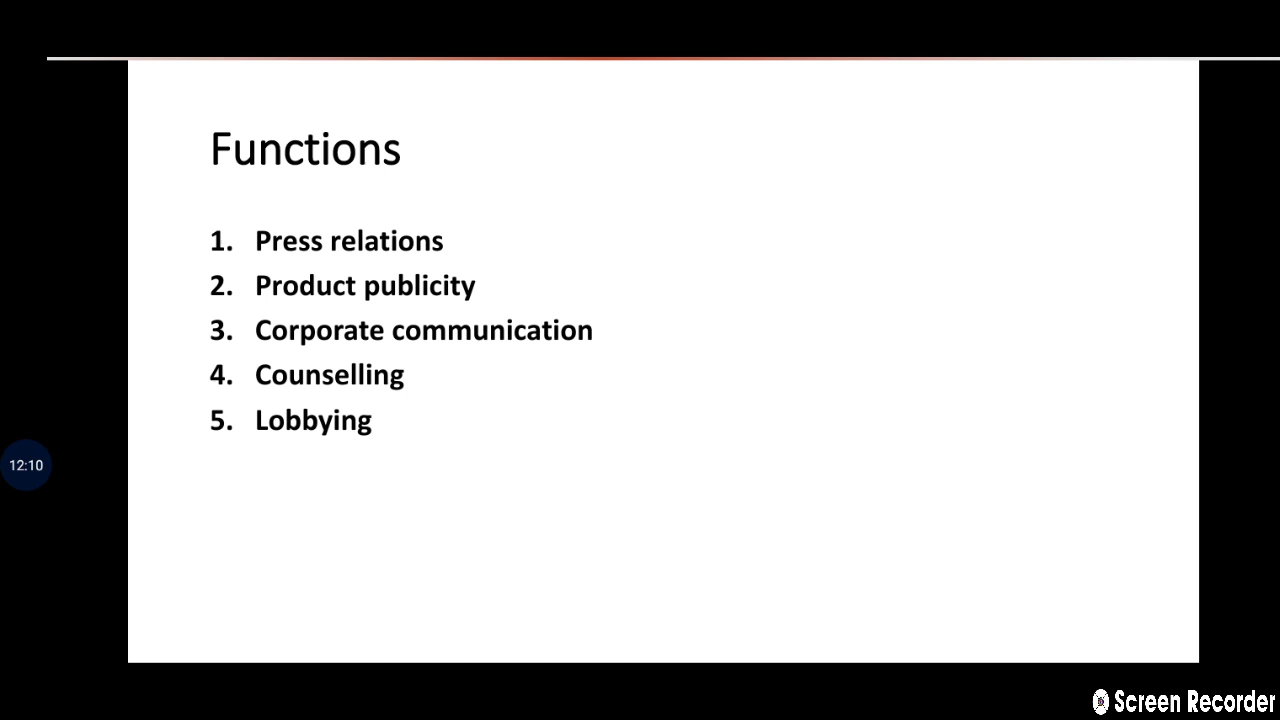 Functions
1. Press relations
2. Product publicity
3. Corporate communication
4. Counselling
5. Lobbying
12:10
Screen Recorder